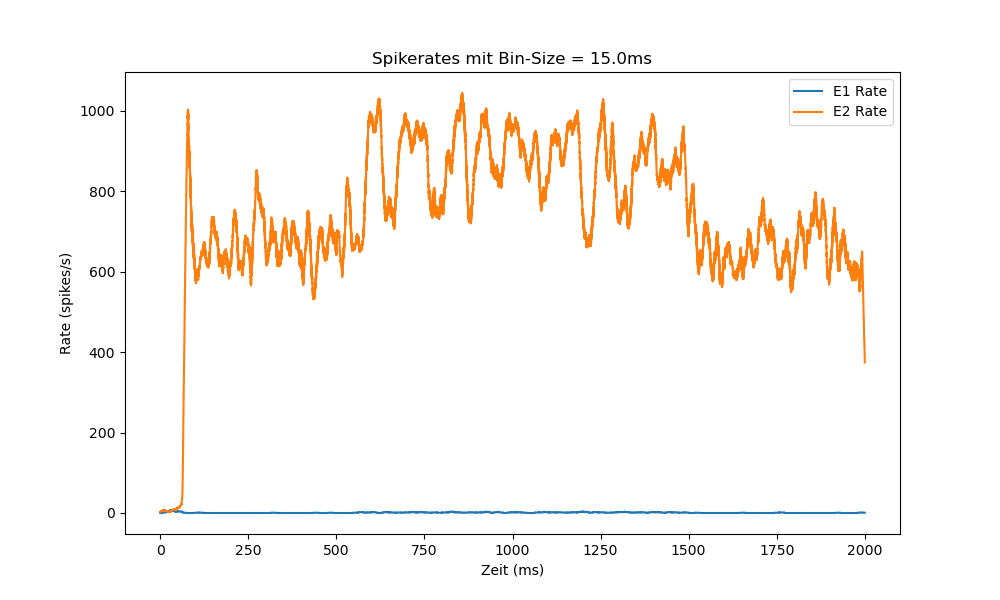 Spikerates mit Bin-Size = 15.0ms
E1 Rate
E2 Rate
Rate (spikes/s)
1000
800
600
400
200
0
0 250 500 750 1000 1250 1500 1750 2000
Zeit (ms)